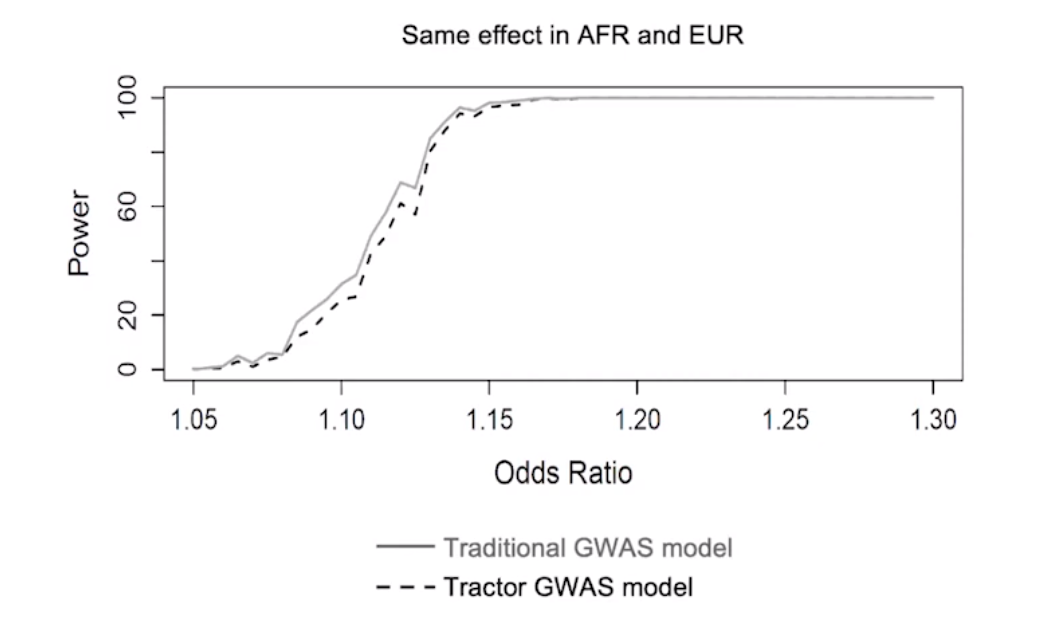 Same effect in AFR and EUR
100
60
20
0
Power
1.05 1.10 1.15 1.20 1.25 1.30
Odds Ratio
Traditional GWAS model
Tractor GWAS model